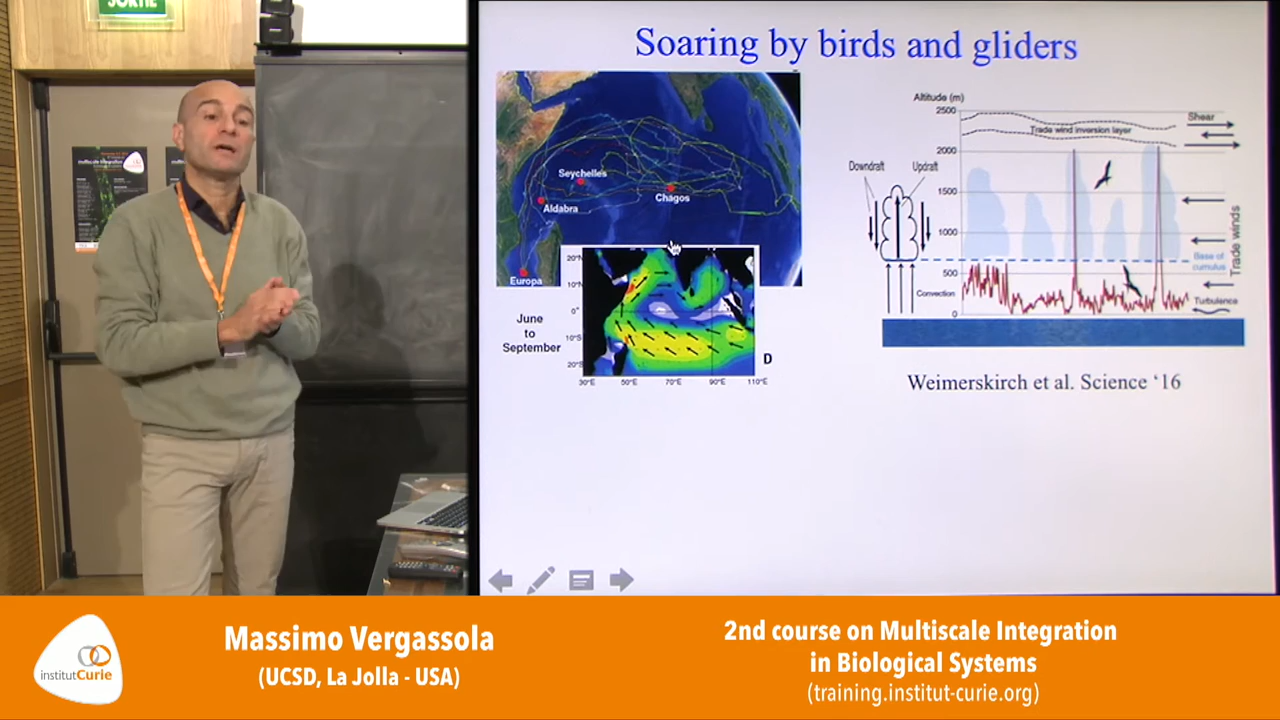 SORTIE
Soaring by birds and gliders
Seychelles
Aldabra
Chagos
Europa
June
to
September
20°N
10°N
0°
10°S
20°S
30°E
50°E
70°E
90°E
110°E
D
Altitude (m)
2500
2000
1500
1000
500
0
Trade wind inversion layer
Shear
Downdraft
Updraft
Trade winds
Base of
cumulus
Convection
Turbulence
Weimerskirch et al. Science ‘16
institutCurie
Massimo Vergassola
(UCSD, La Jolla - USA)
2nd course on Multiscale Integration
in Biological Systems
(training.institut-curie.org)